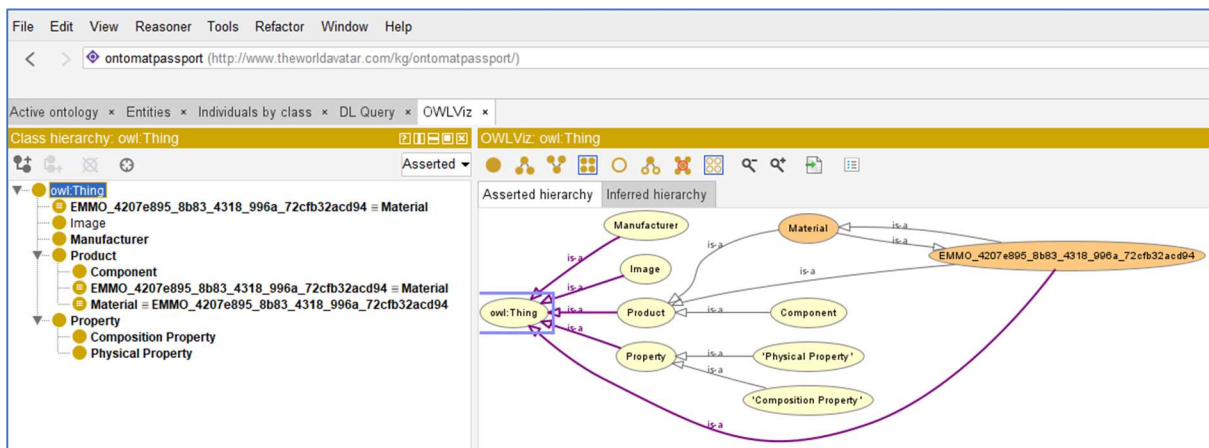 File Edit View Reasoner Tools Refactor Window Help
ontomatpassport (http://www.theworldavatar.com/kg/ontomatpassport/)
Active ontology × Entities × Individuals by class × DL Query × OWLViz ×
Class hierarchy: owl:Thing
Asserted
owl:Thing
EMMO_4207e895_8b83_4318_996a_72cfb32acd94 ≡ Material
Image
Manufacturer
Product
Component
EMMO_4207e895_8b83_4318_996a_72cfb32acd94 ≡ Material
Material ≡ EMMO_4207e895_8b83_4318_996a_72cfb32acd94
Property
Composition Property
Physical Property
OWLViz: owl:Thing
Asserted hierarchy Inferred hierarchy
Manufacturer
Material
is-a
is-a
is-a
is-a
EMMO_4207e895_8b83_4318_996a_72cfb32acd94
Image
is-a
is-a
owl:Thing
is-a
Product
is-a
Component
is-a
Property
is-a
'Physical Property'
is-a
'Composition Property'
is-a